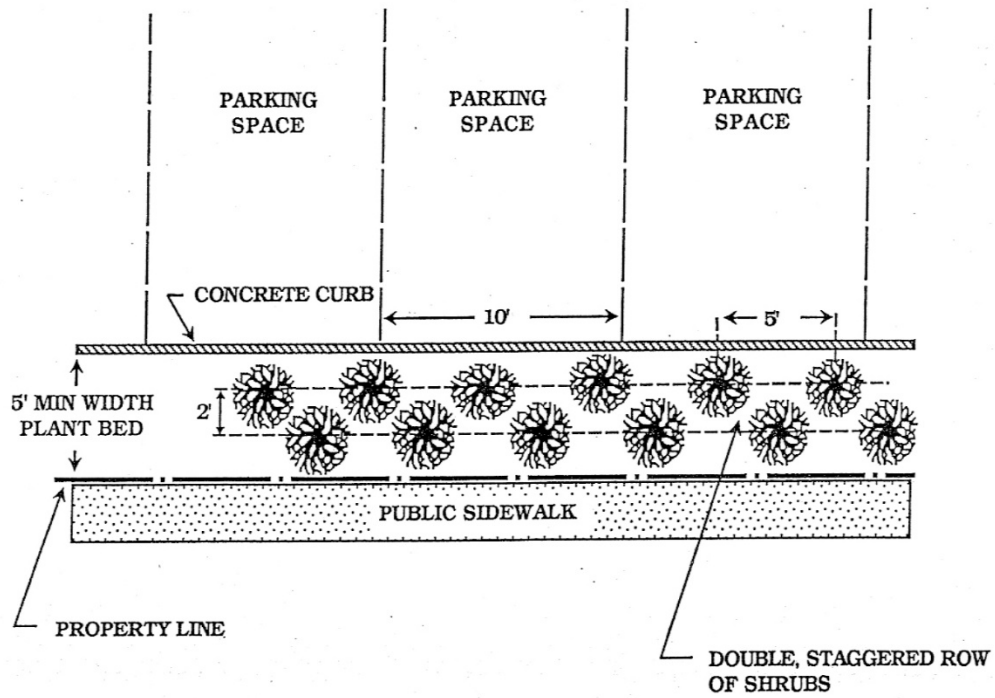 PARKING
SPACE
PARKING
SPACE
PARKING
SPACE
CONCRETE CURB
10'
5'
5' MIN WIDTH
PLANT BED
2'
PUBLIC SIDEWALK
PROPERTY LINE
DOUBLE, STAGGERED ROW
OF SHRUBS